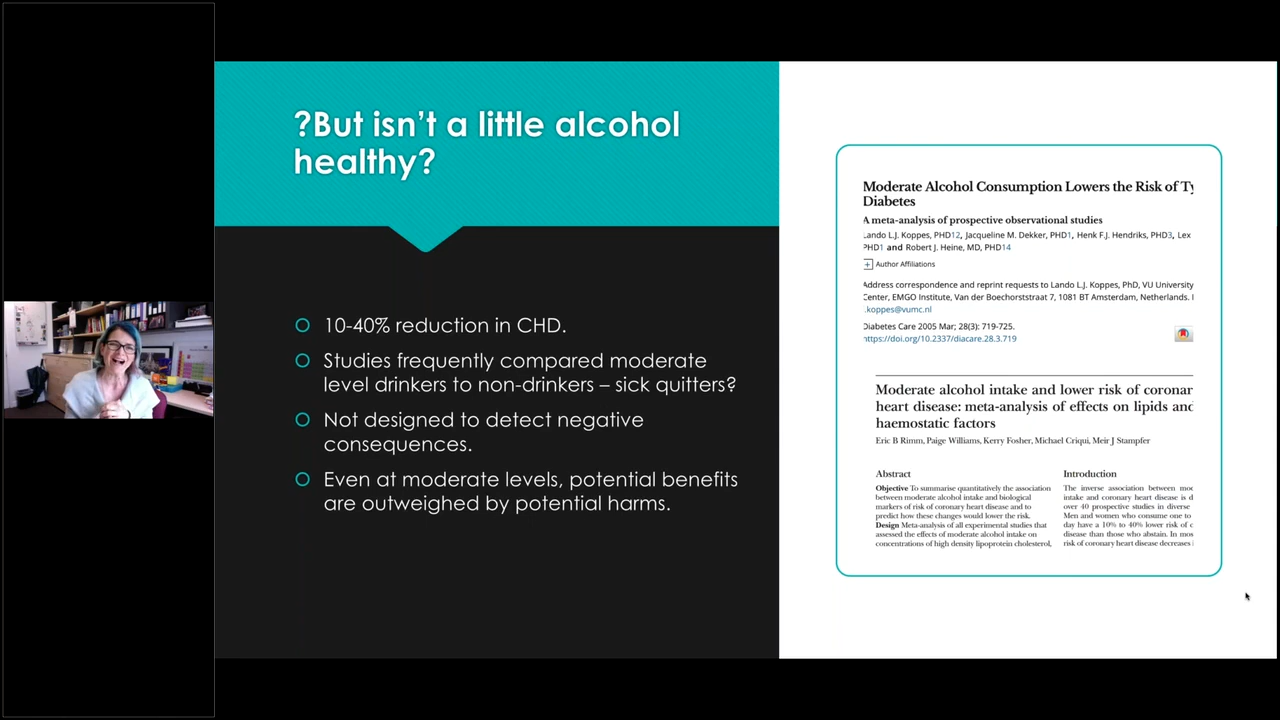 ?But isn't a little alcohol
healthy?
10-40% reduction in CHD.
Studies frequently compared moderate
level drinkers to non-drinkers – sick quitters?
Not designed to detect negative
consequences.
Even at moderate levels, potential benefits
are outweighed by potential harms.
Moderate Alcohol Consumption Lowers the Risk of Ty
Diabetes
A meta-analysis of prospective observational studies
Lando L.J. Koppes, PHD12, Jacqueline M. Dekker, PHD1, Henk F.J. Hendriks, PHD3, Lex
PHD1 and Robert J. Heine, MD, PHD14
+ Author Affiliations
Address correspondence and reprint requests to Lando L.J. Koppes, PhD, VU University
Center, EMGO Institute, Van der Boechorststraat 7, 1081 BT Amsterdam, Netherlands.
.koppes@vumc.nl
Diabetes Care 2005 Mar; 28(3): 719-725.
https://doi.org/10.2337/diacare.28.3.719
Moderate alcohol intake and lower risk of coronar
heart disease: meta-analysis of effects on lipids and
haemostatic factors
Eric B Rimm, Paige Williams, Kerry Fosher, Michael Criqui, Meir J Stampfer
Abstract
Objective To summarise quantitatively the association
between moderate alcohol intake and biological
markers of risk of coronary heart disease and to
predict how these changes would lower the risk.
Design Meta-analysis of all experimental studies that
assessed the effects of moderate alcohol intake on
concentrations of high density lipoprotein cholesterol,
Introduction
The inverse association between mod
intake and coronary heart disease is d
over 40 prospective studies in diverse
Men and women who consume one to
day have a 10% to 40% lower risk of c
disease than those who abstain. In mos
risk of coronary heart disease decreases